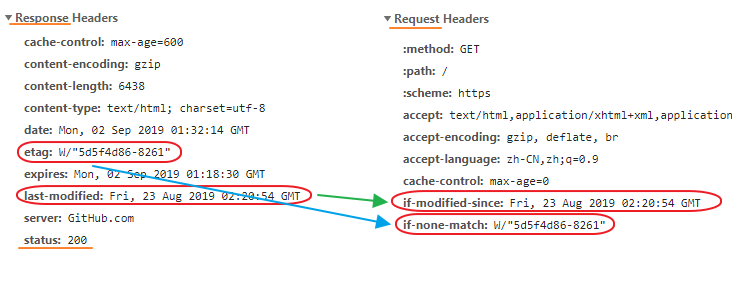 Response Headers
cache-control: max-age=600
content-encoding: gzip
content-length: 6438
content-type: text/html; charset=utf-8
date: Mon, 02 Sep 2019 01:32:14 GMT
etag: W/"5d5f4d86-8261"
expires: Mon, 02 Sep 2019 01:18:30 GMT
last-modified: Fri, 23 Aug 2019 02:20:54 GMT
server: GitHub.com
status: 200
Request Headers
:method: GET
:path: /
:scheme: https
accept: text/html,application/xhtml+xml,application
accept-encoding: gzip, deflate, br
accept-language: zh-CN,zh;q=0.9
cache-control: max-age=0
if-modified-since: Fri, 23 Aug 2019 02:20:54 GMT
if-none-match: W/"5d5f4d86-8261"